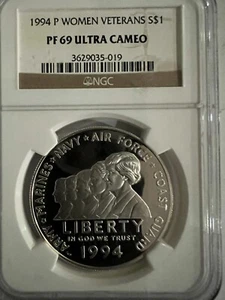 1994 P WOMEN VETERANS S$1
PF 69 ULTRA CAMEO
3629035-019
NGC
ARMY • MARINES • NAVY • AIR FORCE • COAST GUARD
LIBERTY
IN GOD WE TRUST
1994